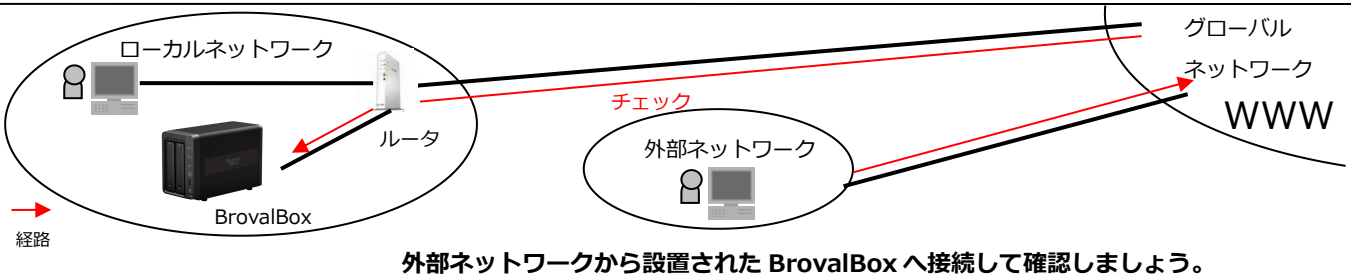 ローカルネットワーク
グローバル
ネットワーク
WWW
チェック
ルータ
外部ネットワーク
BrovalBox
経路
外部ネットワークから設置された BrovalBox へ接続して確認しましょう。